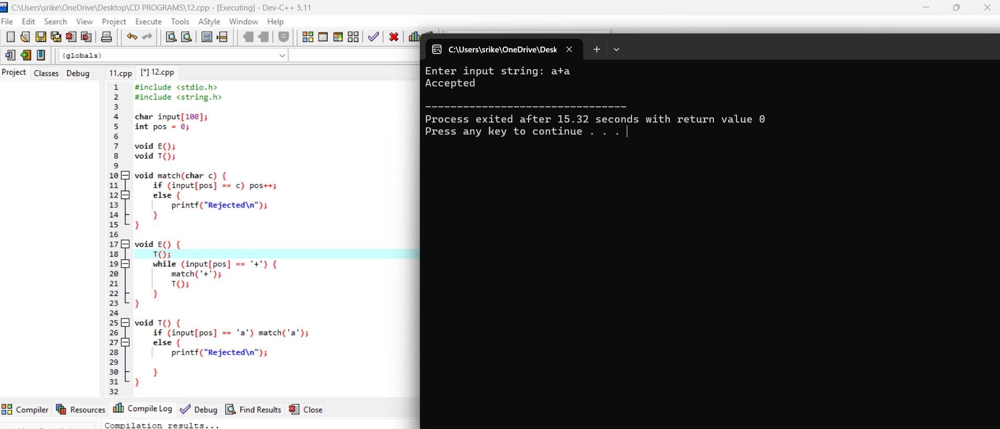 C:\Users\srike\OneDrive\Desktop\CD PROGRAMS\12.cpp - [Executing] - Dev-C++ 5.11
File Edit Search View Project Execute Tools AStyle Window Help
(globals)
Project Classes Debug
11.cpp [*] 12.cpp
1 #include <stdio.h>
2 #include <string.h>
3
4 char input[100];
5 int pos = 0;
6
7 void E();
8 void T();
9
10 void match(char c) {
11 if (input[pos] == c) pos++;
12 else {
13 printf("Rejected\n");
14 }
15 }
16
17 void E() {
18 T();
19 while (input[pos] == '+') {
20 match('+');
21 T();
22 }
23 }
24
25 void T() {
26 if (input[pos] == 'a') match('a');
27 else {
28 printf("Rejected\n");
29
30 }
31 }
32
Compiler Resources Compile Log Debug Find Results Close
Compilation results...
C:\Users\srike\OneDrive\Desk
Enter input string: a+a
Accepted
--------------------------------
Process exited after 15.32 seconds with return value 0
Press any key to continue . . .